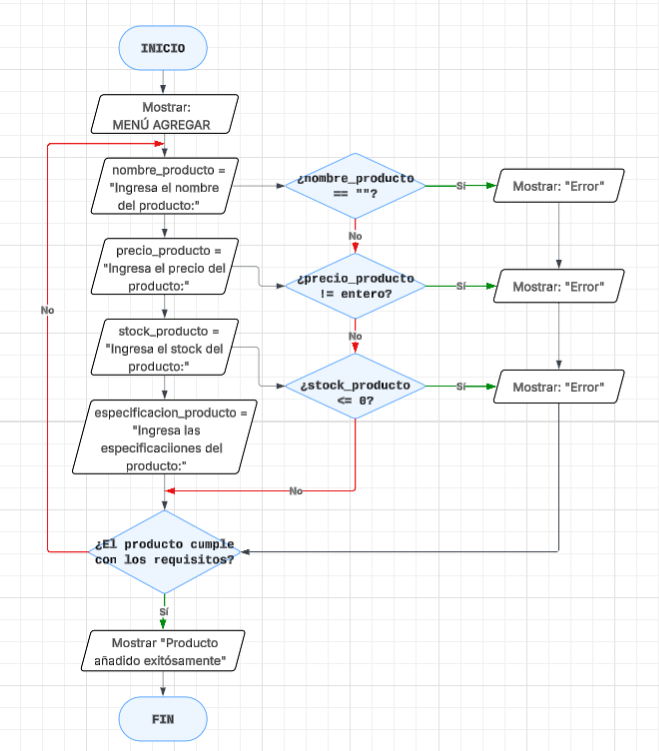 INICIO
Mostrar:
MENÚ AGREGAR
nombre_producto =
"Ingresa el nombre
del producto:"
¿nombre_producto
== ""?
Sí
Mostrar: "Error"
No
precio_producto =
"Ingresa el precio del
producto:"
¿precio_producto
!= entero?
Sí
Mostrar: "Error"
No
No
stock_producto =
"Ingresa el stock del
producto:"
¿stock_producto
<= 0?
Sí
Mostrar: "Error"
especificacion_producto =
"Ingresa las
especificaciiones del
producto:"
No
¿El producto cumple
con los requisitos?
Sí
Mostrar "Producto
añadido exitósamente"
FIN